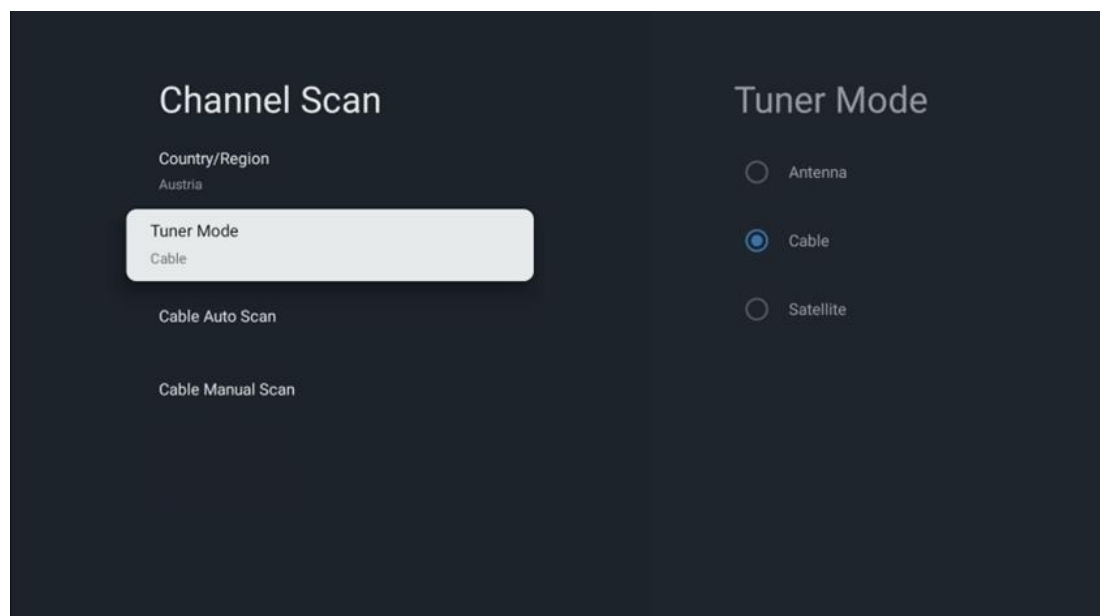 Channel Scan
Country/Region
Austria
Tuner Mode
Cable
Cable Auto Scan
Cable Manual Scan
Tuner Mode
Antenna
Cable
Satellite